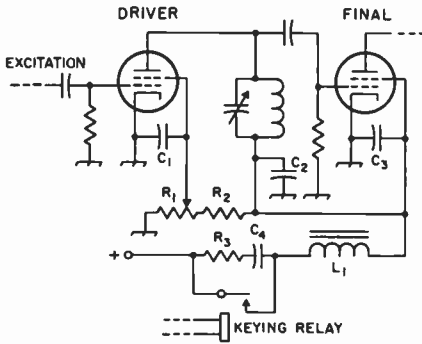 DRIVER
FINAL
EXCITATION
C1
C2
C3
R1
R2
R3
C4
L1
+
KEYING RELAY